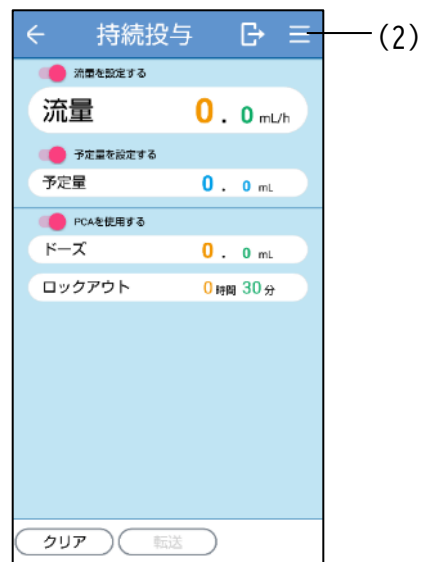 持続投与
(2)
流量を設定する
流量 0.0 mL/h
予定量を設定する
予定量 0.0 mL
PCAを使用する
ドーズ 0.0 mL
ロックアウト 0時間30分
クリア 転送